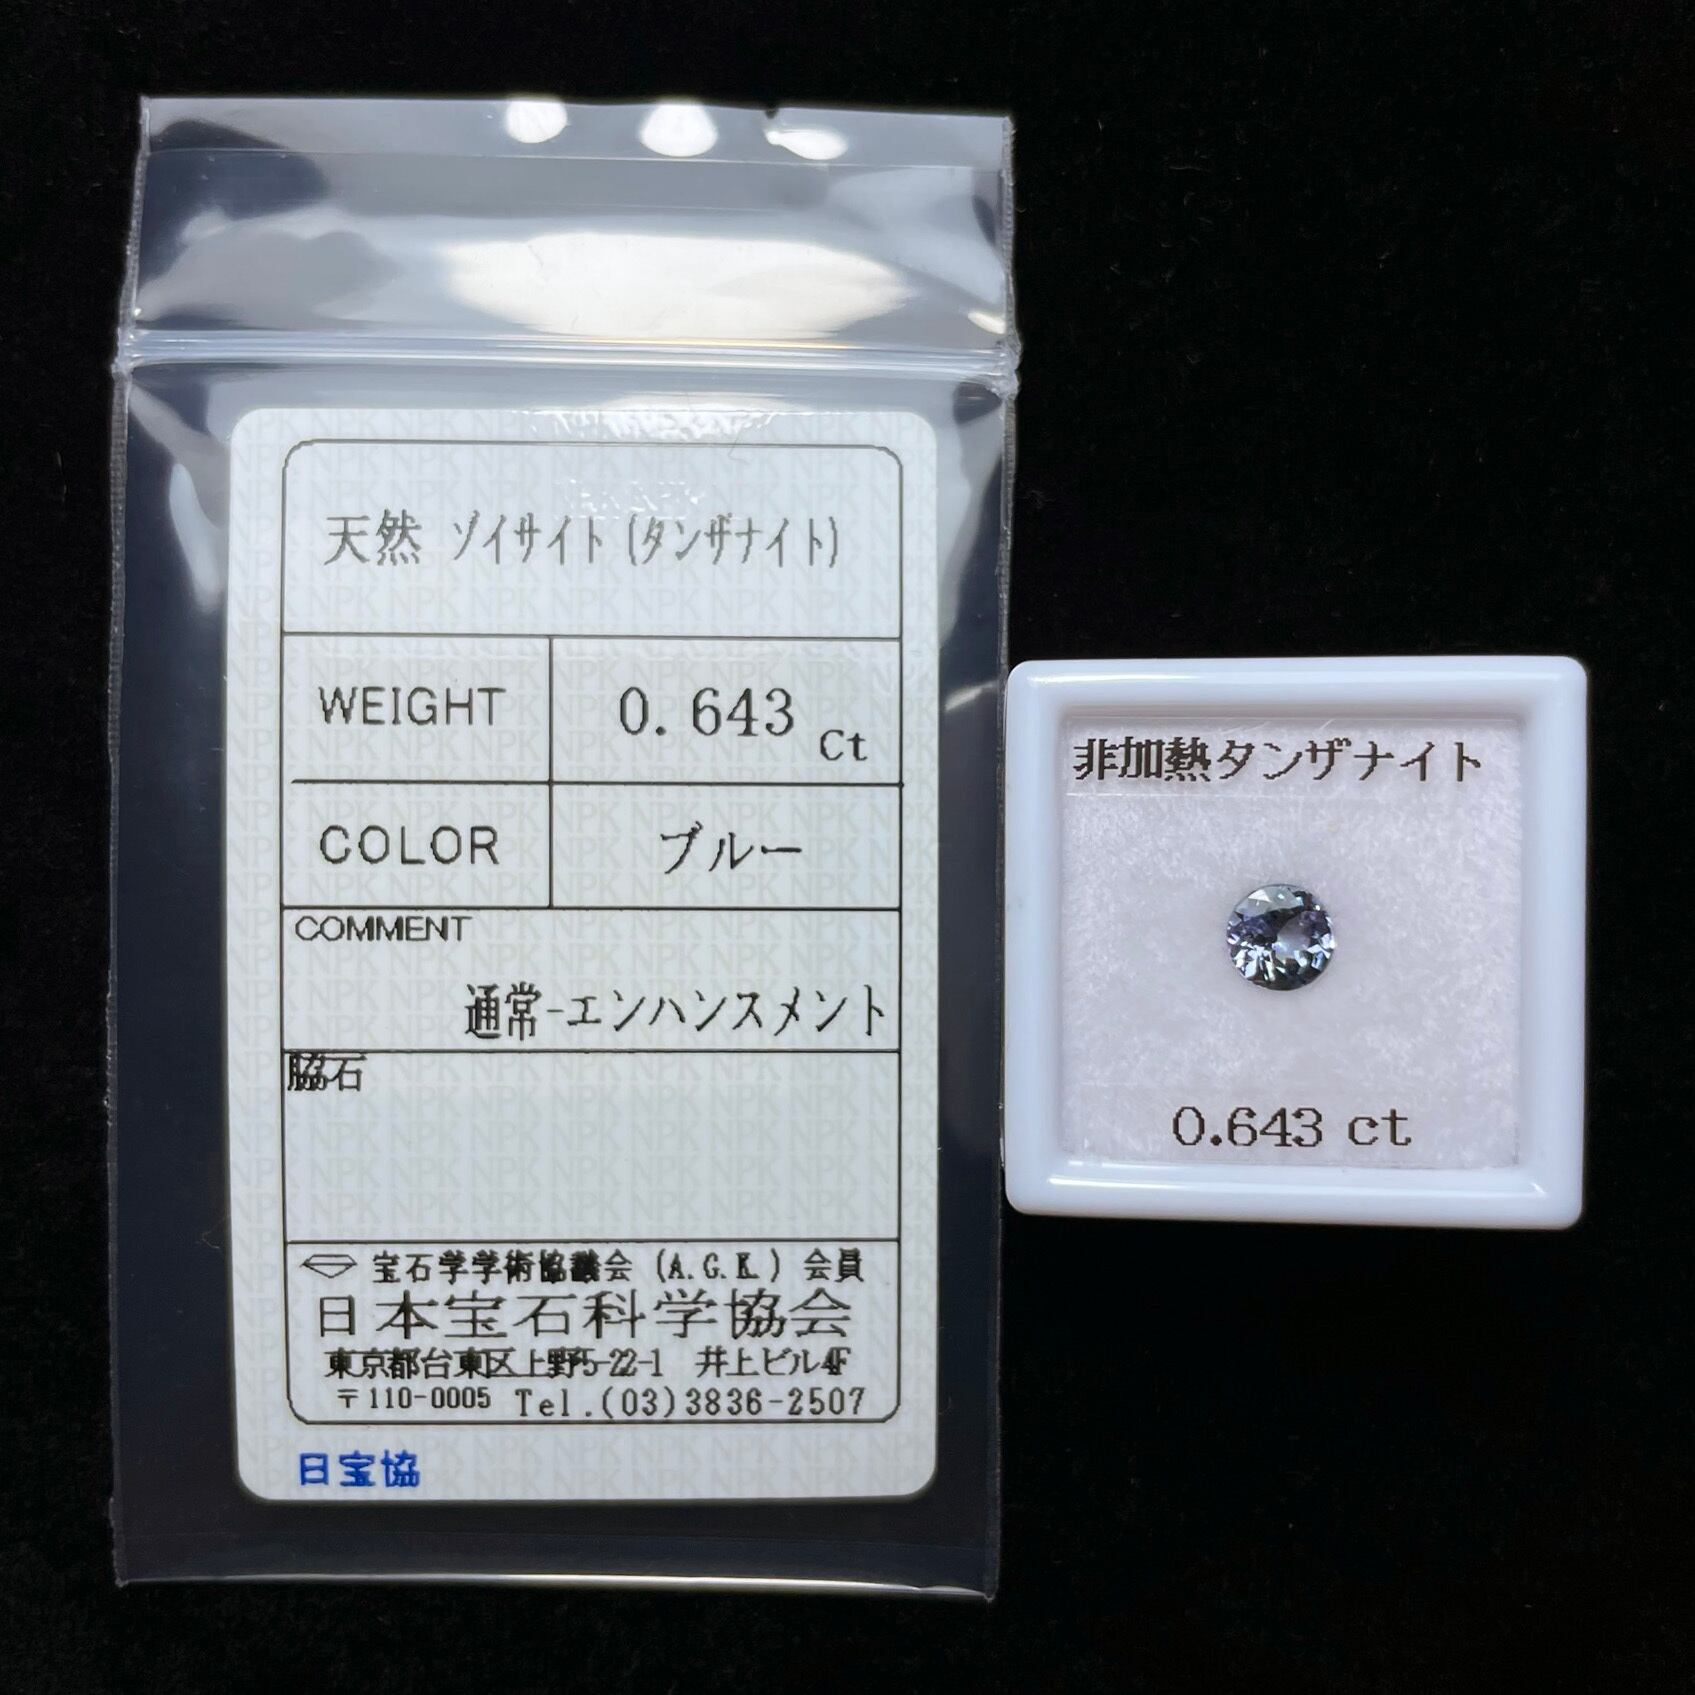 天然 ゾイサイト (タンザナイト)
WEIGHT 0.643 Ct
COLOR ブルー
COMMENT
通常-エンハンスメント
脇石
宝石学学術協議会 (A.G.K.) 会員
日本宝石科学協会
東京都台東区上野5-22-1 井上ビル4F
〒110-0005 Tel.(03)3836-2507
日宝協
非加熱タンザナイト
0.643 ct